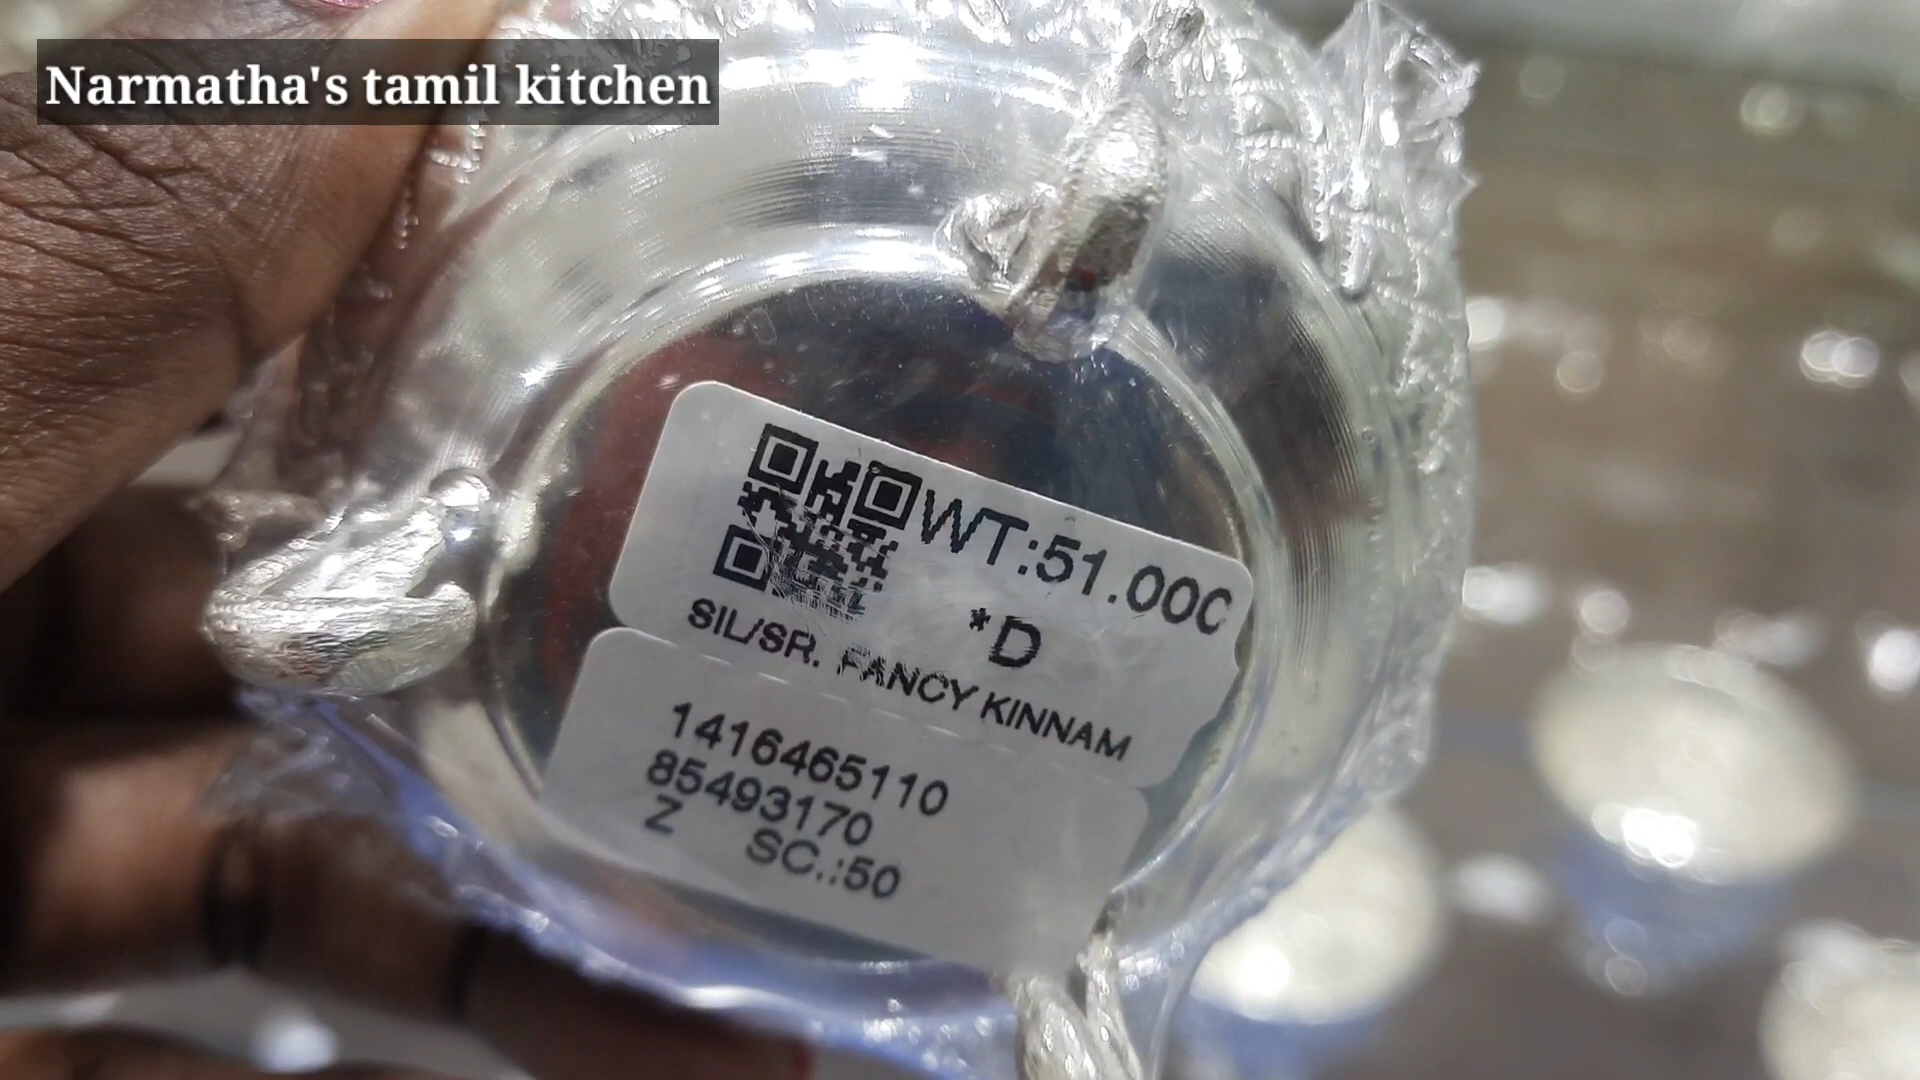 Narmatha's tamil kitchen
WT:51.000
*D
SIL/SR. FANCY KINNAM
1416465110
85493170
Z SC.:50